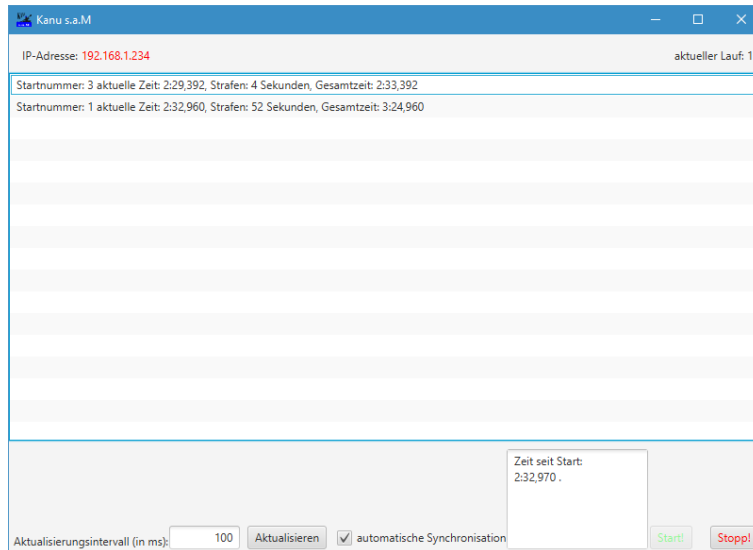 Kanu s.a.M
IP-Adresse: 192.168.1.234
aktueller Lauf: 1
Startnummer: 3 aktuelle Zeit: 2:29,392, Strafen: 4 Sekunden, Gesamtzeit: 2:33,392
Startnummer: 1 aktuelle Zeit: 2:32,960, Strafen: 52 Sekunden, Gesamtzeit: 3:24,960
Zeit seit Start:
2:32,970 .
Aktualisierungsintervall (in ms): 100 Aktualisieren automatische Synchronisation Start! Stopp!